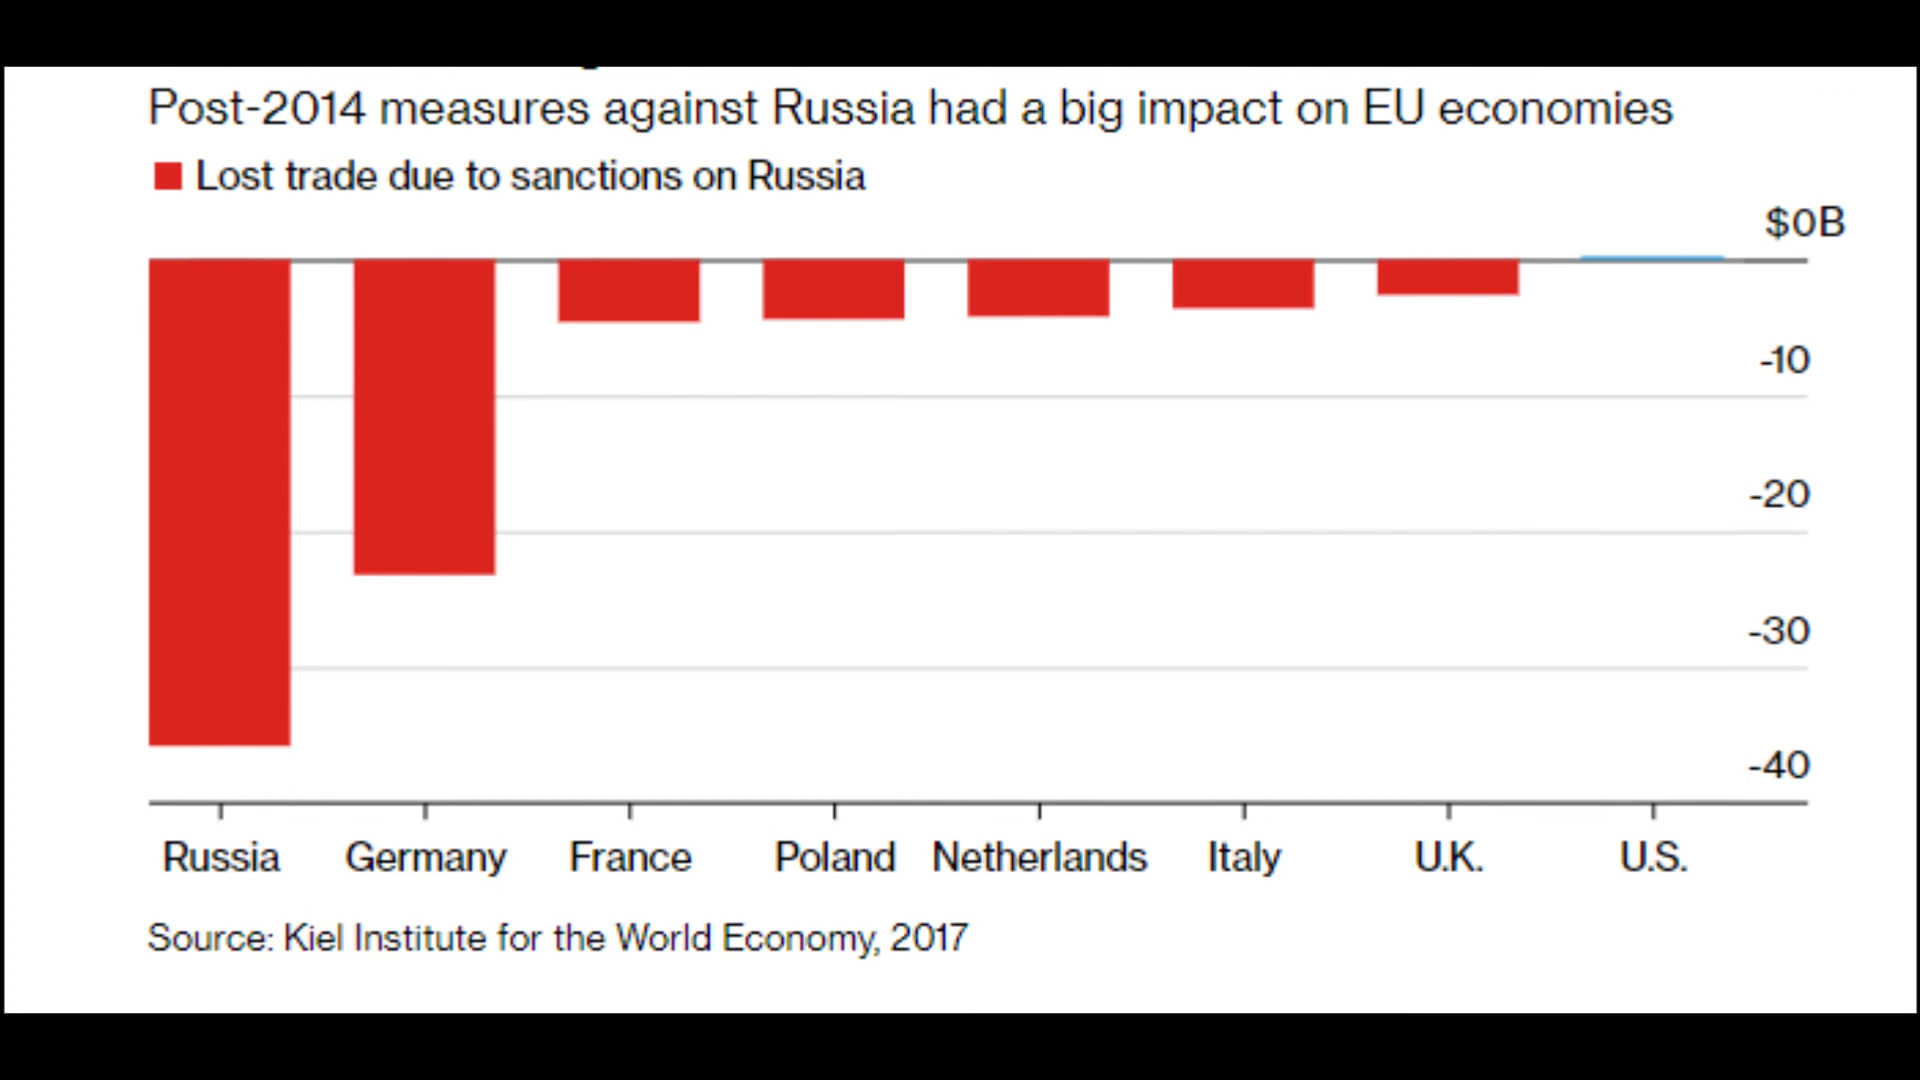 Post-2014 measures against Russia had a big impact on EU economies
Lost trade due to sanctions on Russia
$0B
-10
-20
-30
-40
Russia Germany France Poland Netherlands Italy U.K. U.S.
Source: Kiel Institute for the World Economy, 2017